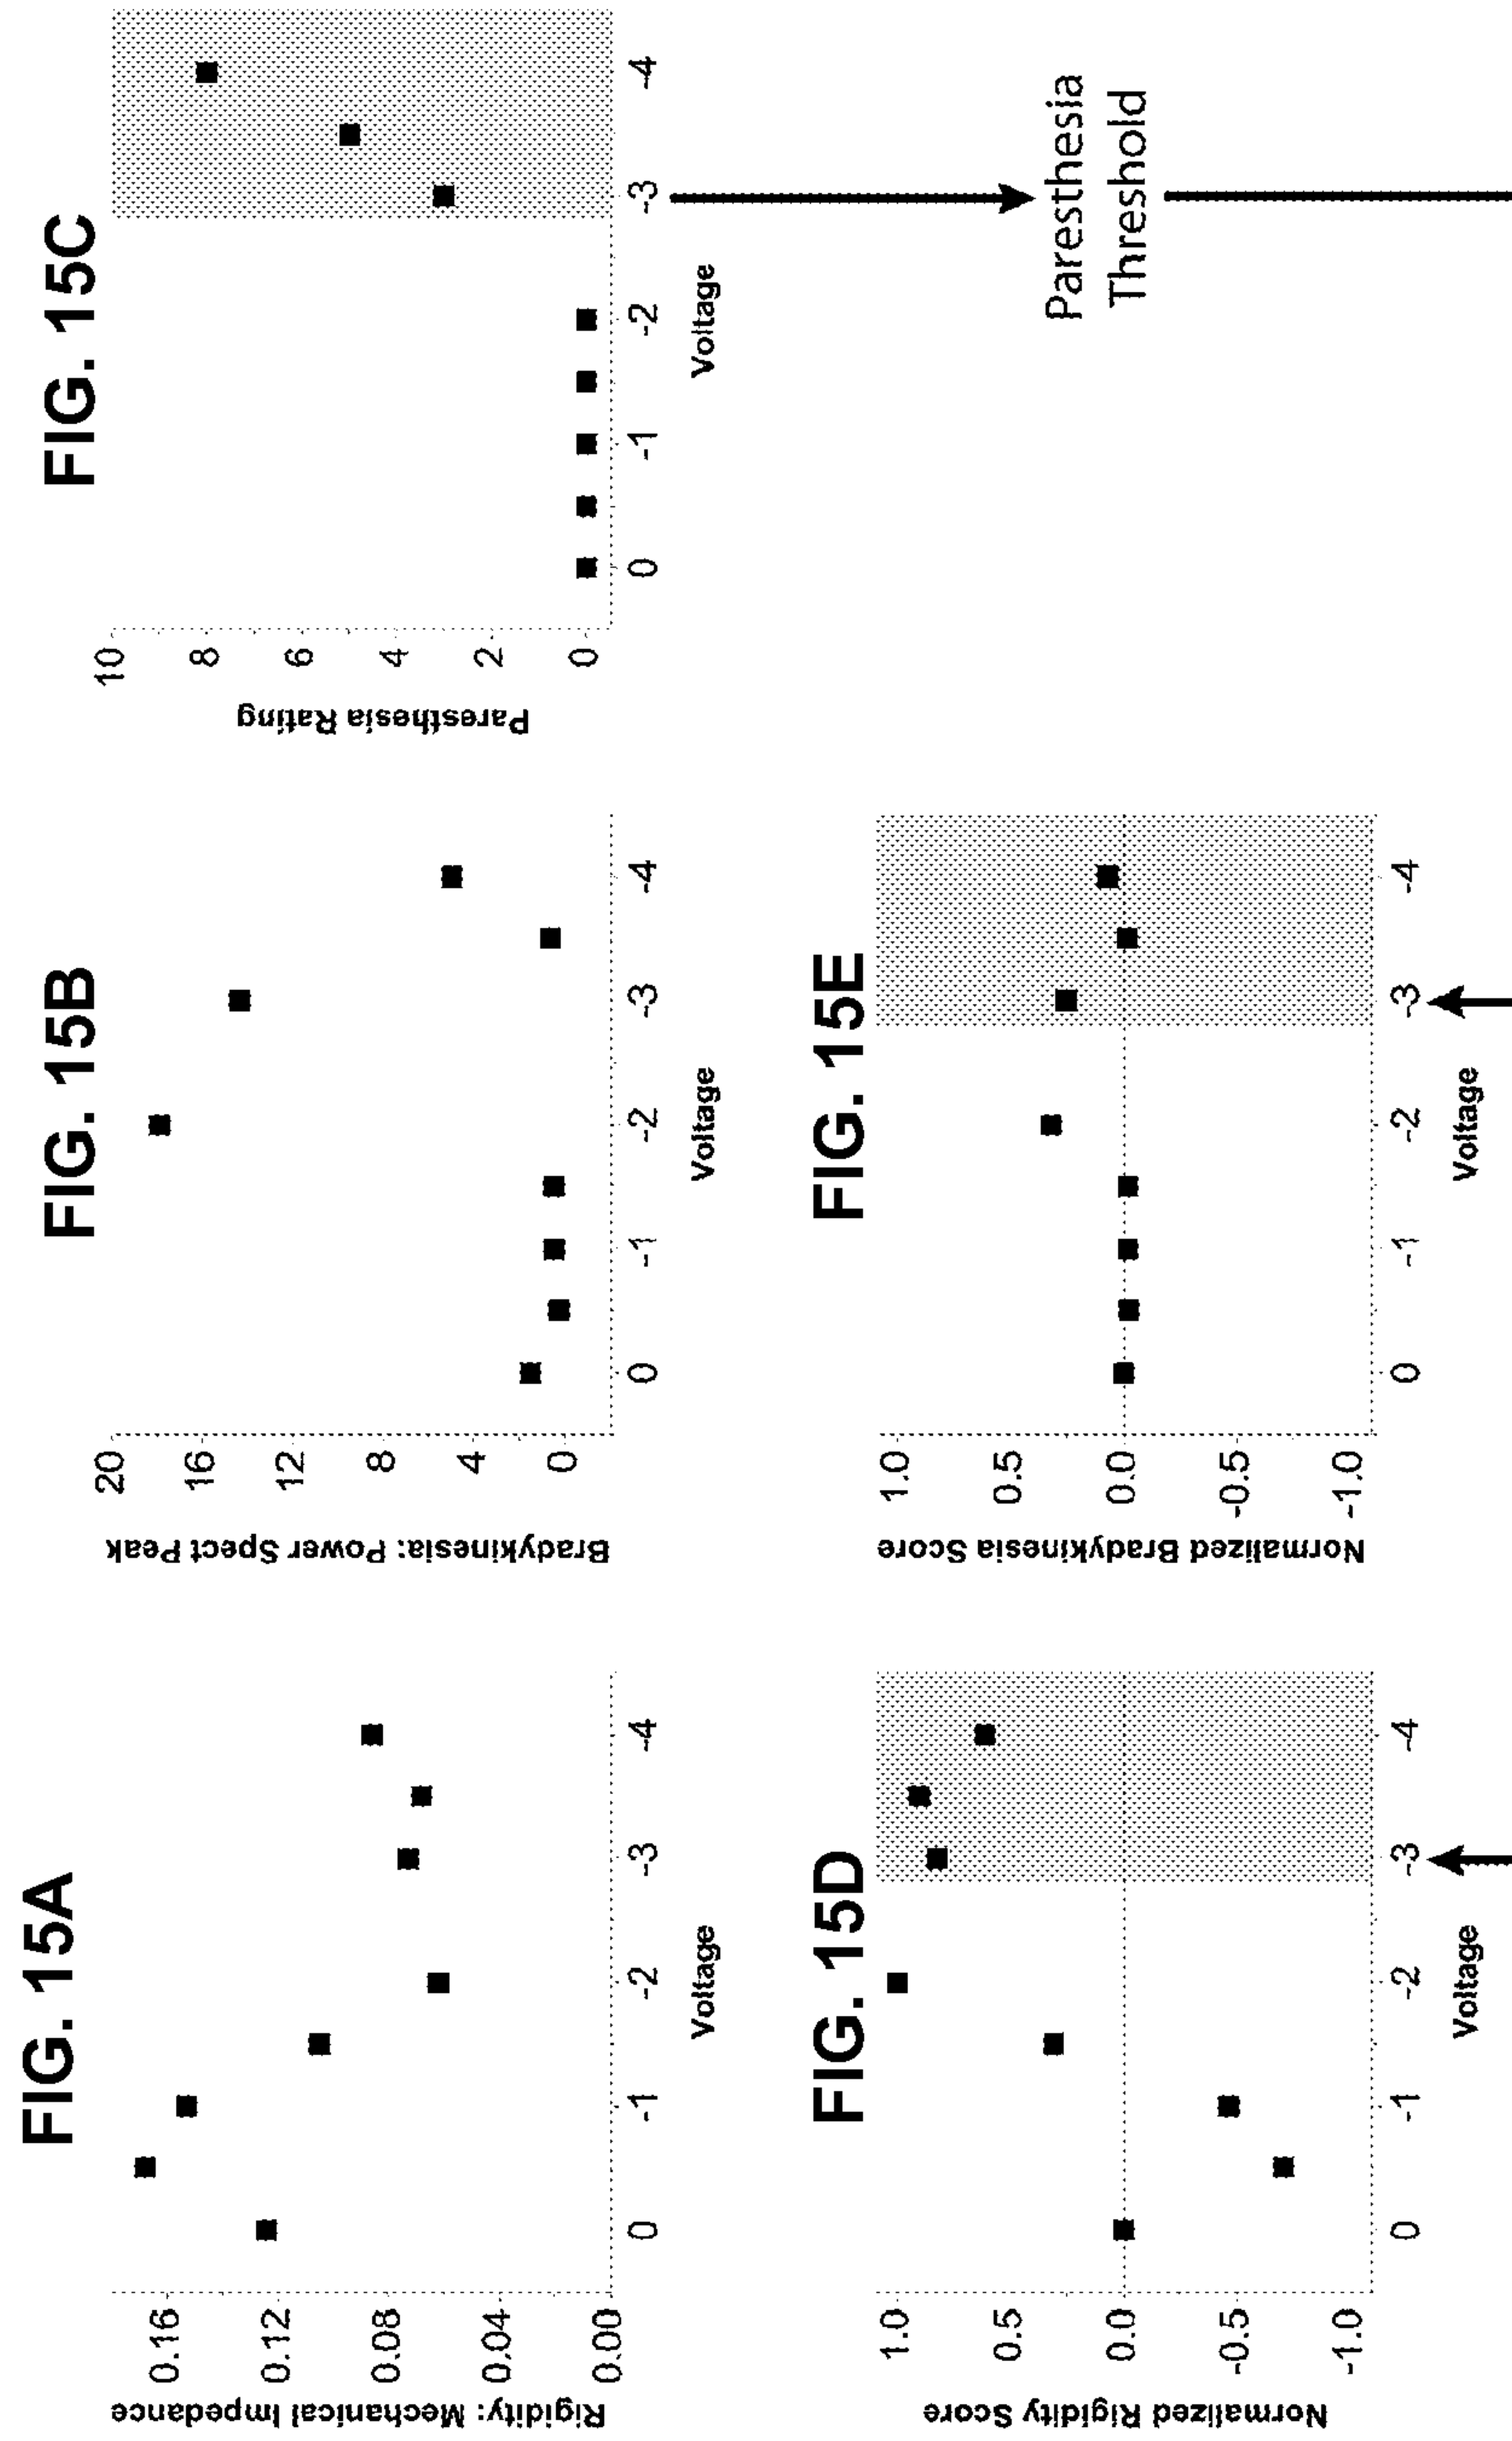 FIG. 15A
Rigidity: Mechanical Impedance
0.16
0.12
0.08
0.04
0.00
0 -1 -2 -3 -4
Voltage
FIG. 15B
Bradykinesia: Power Spect Peak
20
16
12
8
4
0
0 -1 -2 -3 -4
Voltage
FIG. 15C
Paresthesia Rating
10
8
6
4
2
0
0 -1 -2 -3 -4
Voltage
Paresthesia
Threshold
FIG. 15D
Normalized Rigidity Score
1.0
0.5
0.0
-0.5
-1.0
0 -1 -2 -3 -4
Voltage
FIG. 15E
Normalized Bradykinesia Score
1.0
0.5
0.0
-0.5
-1.0
0 -1 -2 -3 -4
Voltage